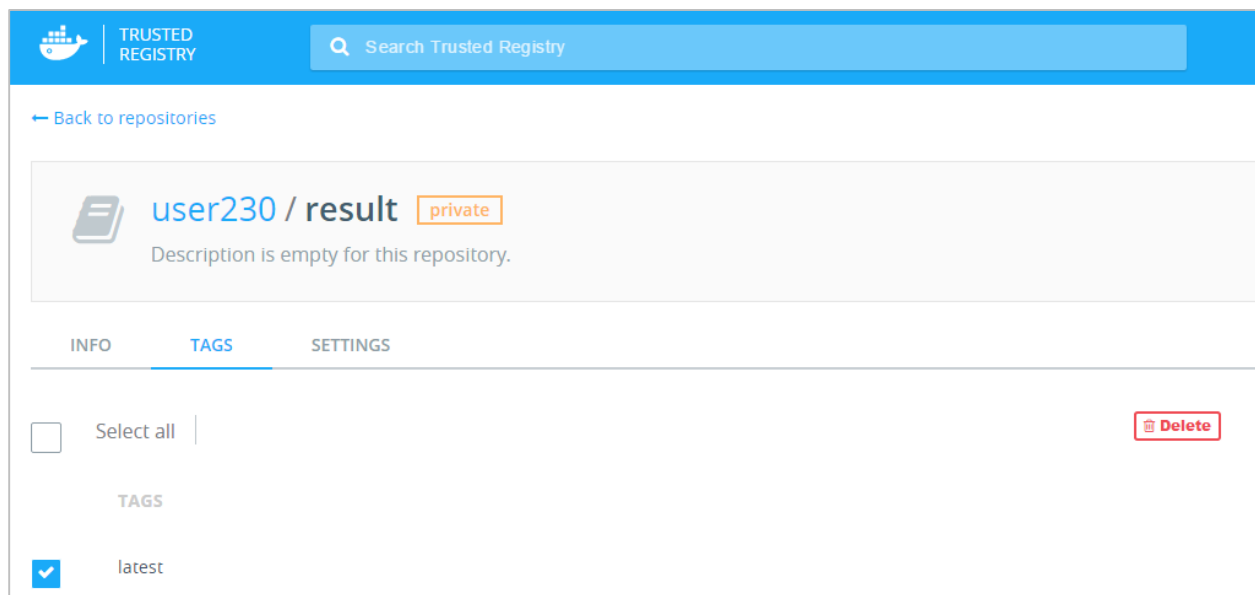 TRUSTED
REGISTRY
Search Trusted Registry
← Back to repositories
user230 / result private
Description is empty for this repository.
INFO TAGS SETTINGS
Select all Delete
TAGS
latest